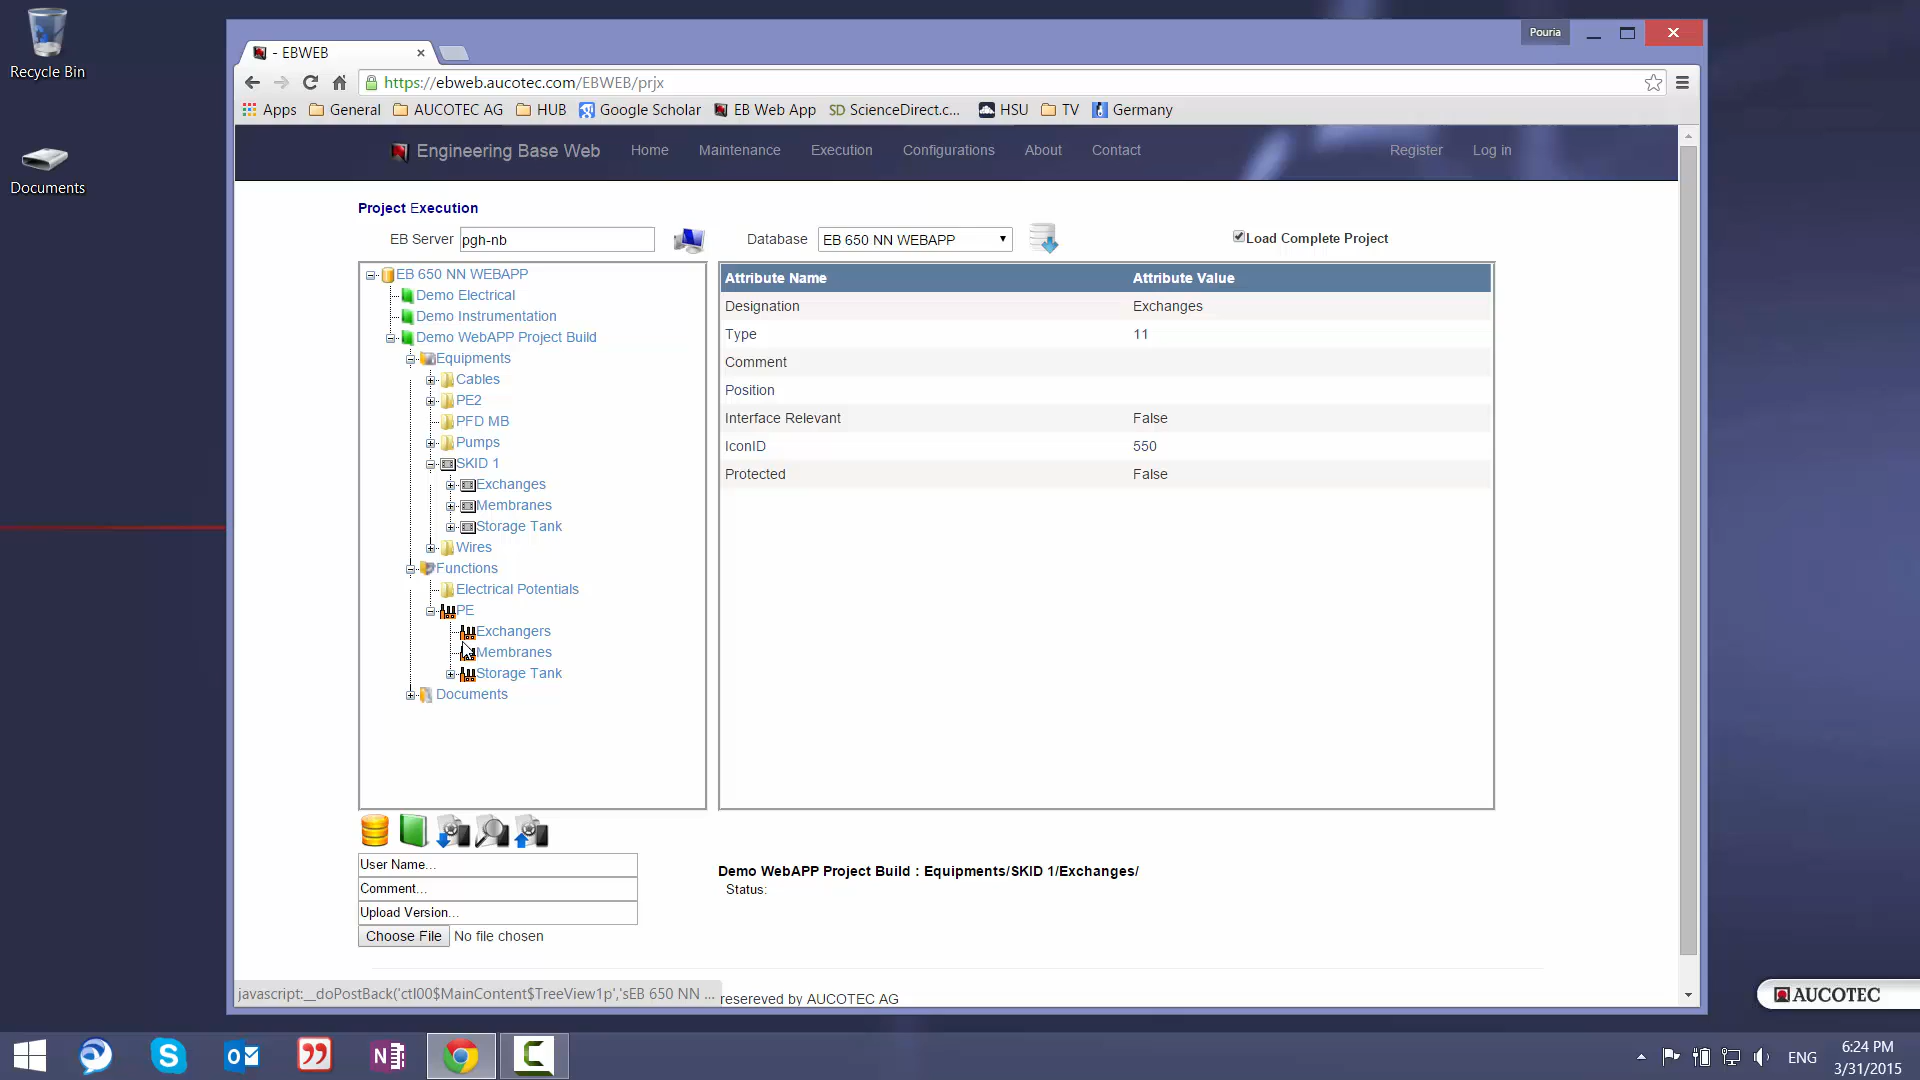 Recycle Bin
Documents
- EBWEB
Pouria
https://ebweb.aucotec.com/EBWEB/prjx
Apps General AUCOTEC AG HUB Google Scholar EB Web App SD ScienceDirect.c... HSU TV Germany
Engineering Base Web Home Maintenance Execution Configurations About Contact Register Log in
Project Execution
EB Server pgh-nb Database EB 650 NN WEBAPP Load Complete Project
EB 650 NN WEBAPP
Demo Electrical
Demo Instrumentation
Demo WebAPP Project Build
Equipments
Cables
PE2
PFD MB
Pumps
SKID 1
Exchanges
Membranes
Storage Tank
Wires
Functions
Electrical Potentials
PE
Exchangers
Membranes
Storage Tank
Documents
Attribute Name Attribute Value
Designation Exchanges
Type 11
Comment
Position
Interface Relevant False
IconID 550
Protected False
User Name...
Comment...
Upload Version...
Choose File No file chosen
Demo WebAPP Project Build : Equipments/SKID 1/Exchanges/
Status:
javascript:__doPostBack('ctl00$MainContent$TreeView1p','sEB 650 NN ...
resereved by AUCOTEC AG
AUCOTEC
ENG
6:24 PM
3/31/2015